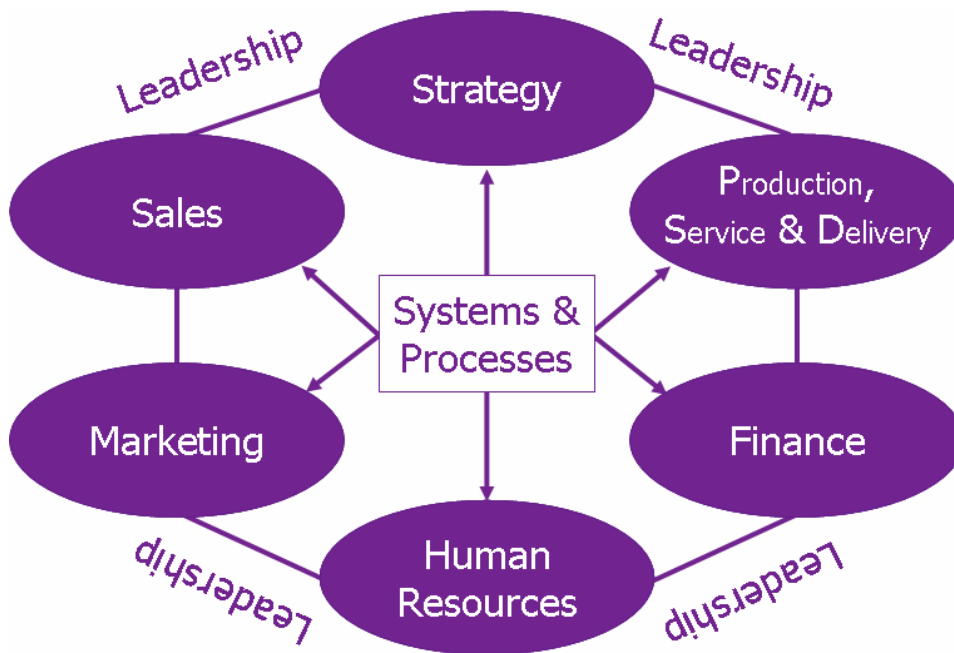 Leadership
Leadership
Strategy
Sales
Production,
Service & Delivery
Systems &
Processes
Marketing
Finance
Human
Resources
Leadership
Leadership